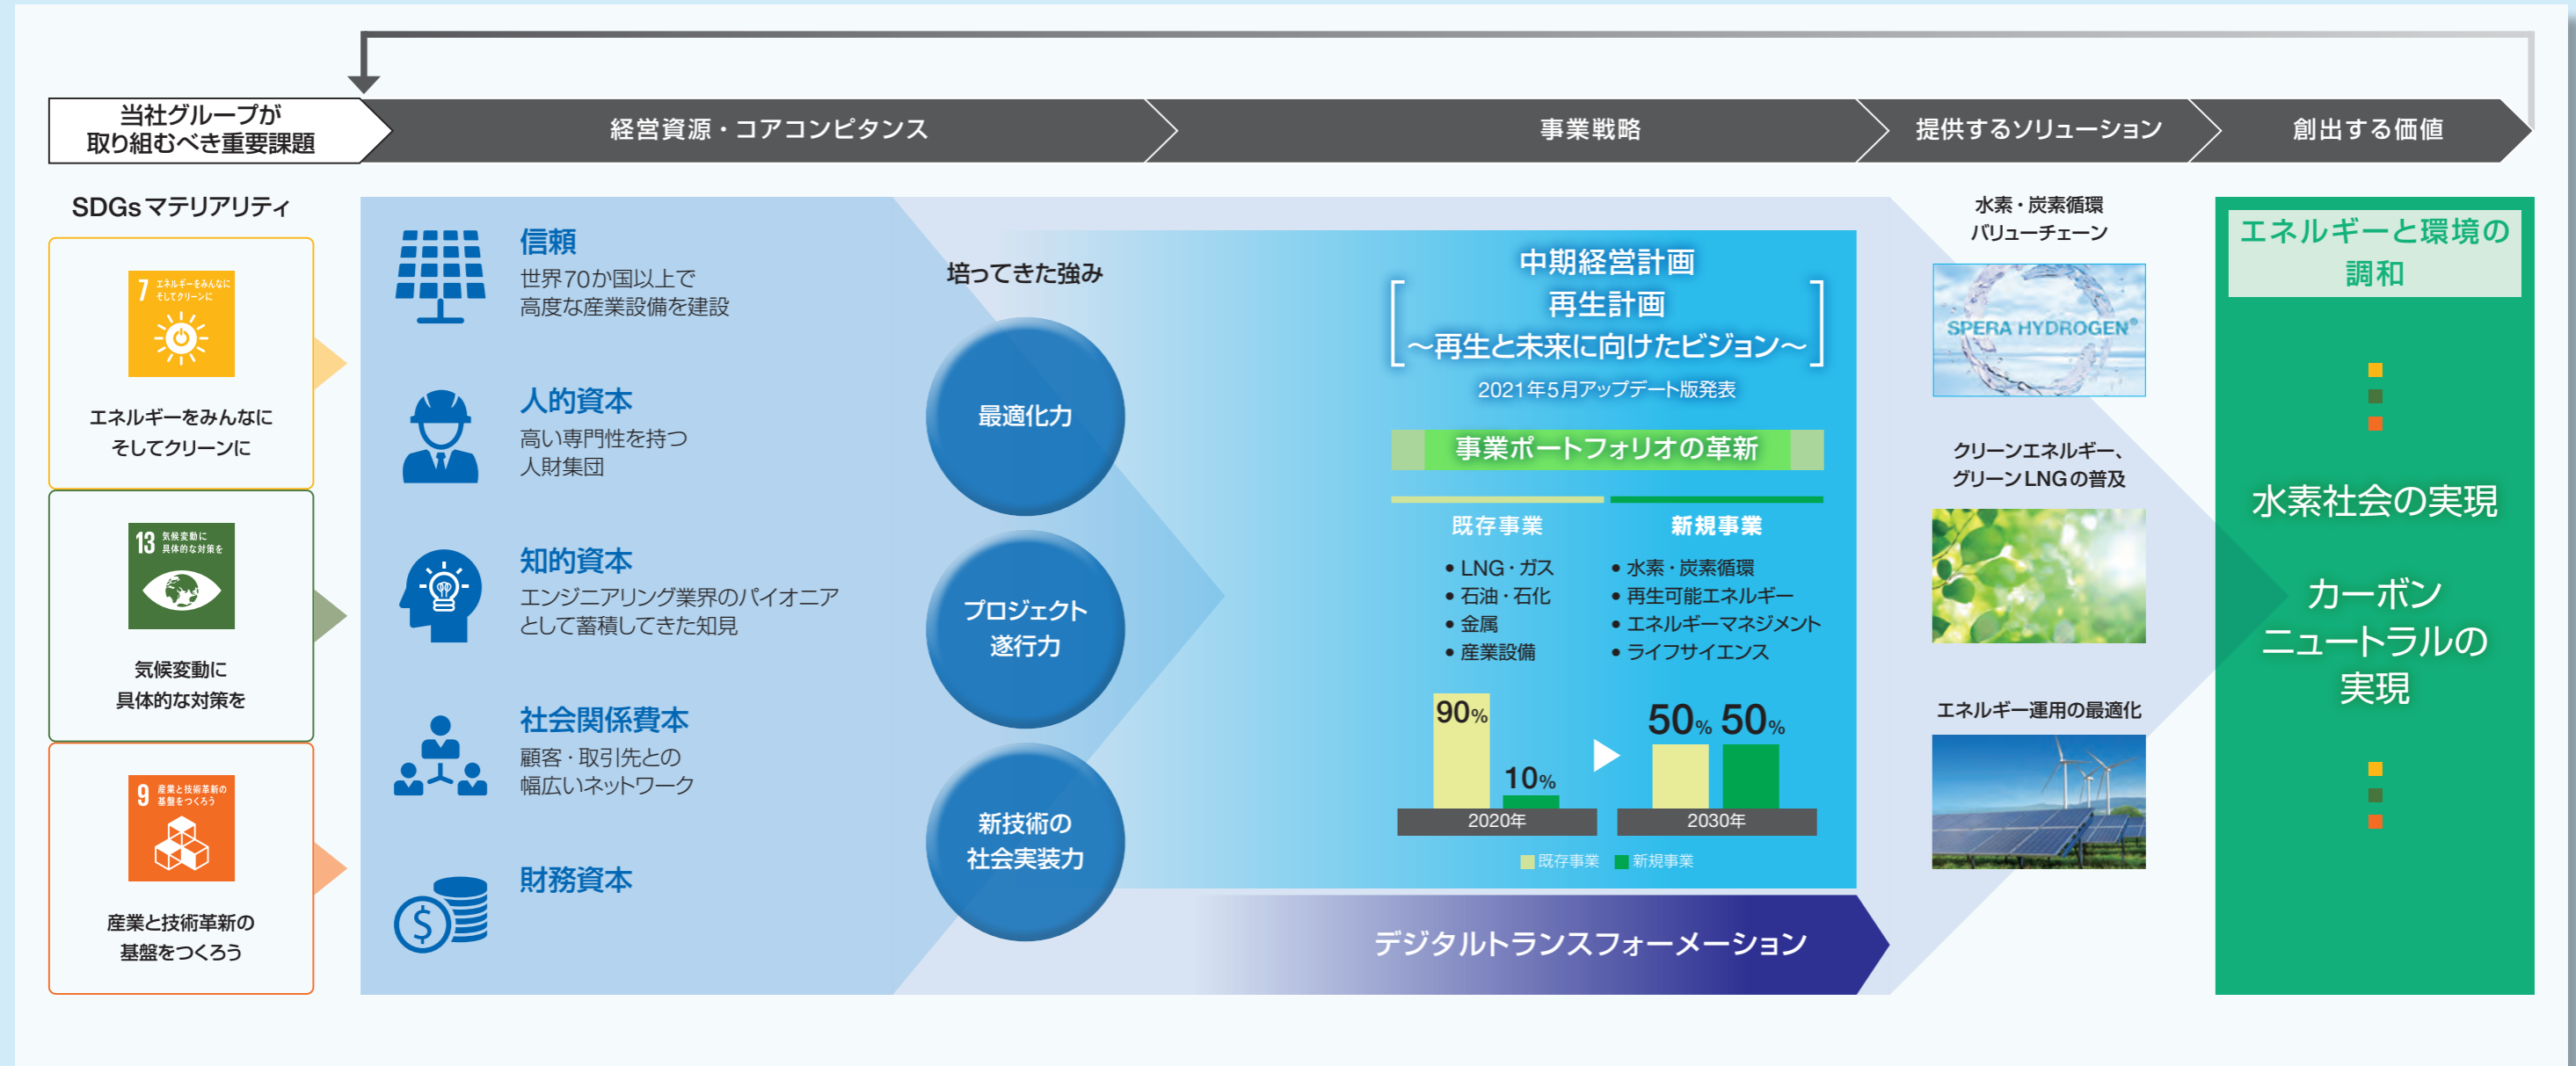 当社グループが
取り組むべき重要課題
経営資源・コアコンピタンス
事業戦略
提供するソリューション
創出する価値
SDGsマテリアリティ
7 エネルギーをみんなに
そしてクリーンに
エネルギーをみんなに
そしてクリーンに
13 気候変動に
具体的な対策を
気候変動に
具体的な対策を
9 産業と技術革新の
基盤をつくろう
産業と技術革新の
基盤をつくろう
信頼
世界70か国以上で
高度な産業設備を建設
人的資本
高い専門性を持つ
人財集団
知的資本
エンジニアリング業界のパイオニア
として蓄積してきた知見
社会関係費本
顧客・取引先との
幅広いネットワーク
財務資本
$
培ってきた強み
最適化力
プロジェクト
遂行力
新技術の
社会実装力
中期経営計画
再生計画
～再生と未来に向けたビジョン～
2021年5月アップデート版発表
事業ポートフォリオの革新
既存事業
• LNG・ガス
• 石油・石化
• 金属
• 産業設備
新規事業
• 水素・炭素循環
• 再生可能エネルギー
• エネルギーマネジメント
• ライフサイエンス
90%
10%
2020年
50% 50%
2030年
既存事業 新規事業
デジタルトランスフォーメーション
水素・炭素循環
バリューチェーン
SPERA HYDROGEN®
クリーンエネルギー、
グリーンLNGの普及
エネルギー運用の最適化
エネルギーと環境の
調和
水素社会の実現
カーボン
ニュートラルの
実現